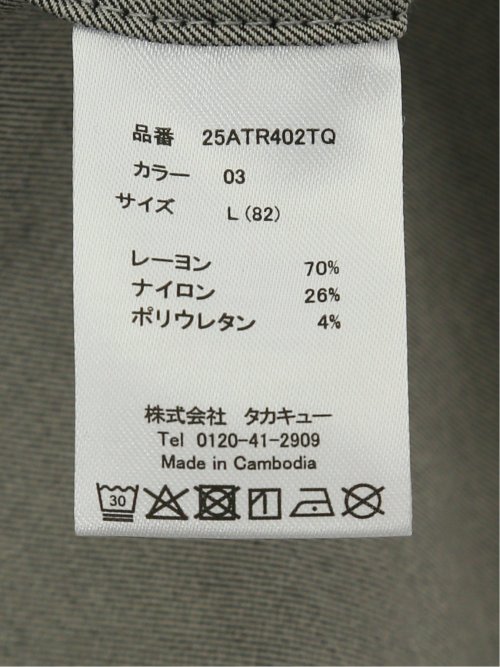 品番 25ATR402TQ
カラー 03
サイズ L(82)
レーヨン 70%
ナイロン 26%
ポリウレタン 4%
株式会社 タカキュー
Tel 0120-41-2909
Made in Cambodia
30